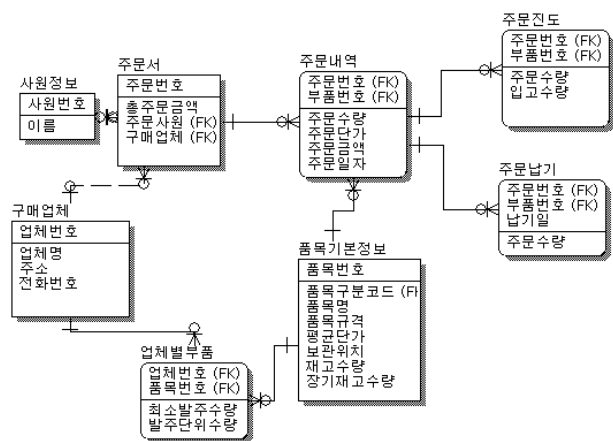 사원정보
사원번호
이름
주문서
주문번호
총주문금액
주문사원 (FK)
구매업체 (FK)
주문내역
주문번호 (FK)
부품번호 (FK)
주문수량
주문단가
주문금액
주문일자
주문진도
주문번호 (FK)
부품번호 (FK)
주문수량
입고수량
주문납기
주문번호 (FK)
부품번호 (FK)
납기일
주문수량
구매업체
업체번호
업체명
주소
전화번호
품목기본정보
품목번호
품목구분코드 (FK
품목명
품목규격
평균단가
보관위치
재고수량
장기재고수량
업체별부품
업체번호 (FK)
품목번호 (FK)
최소발주수량
발주단위수량